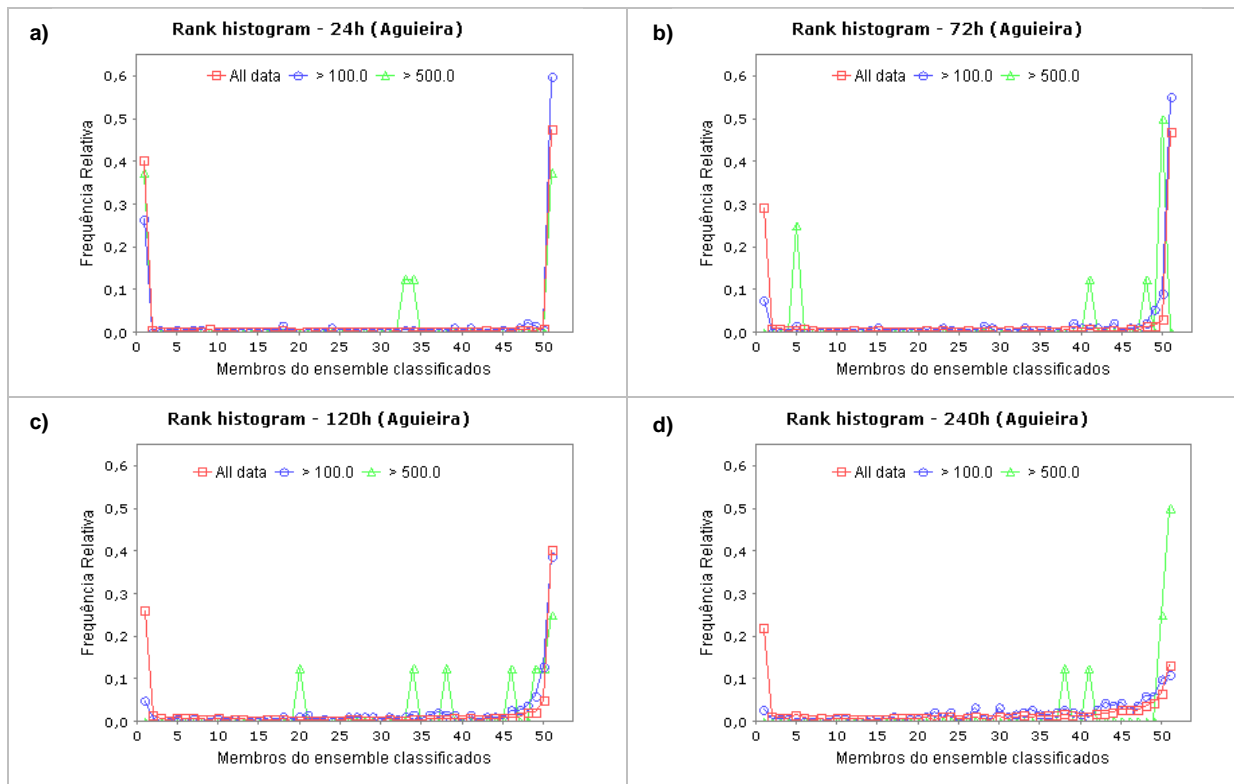 a)
Rank histogram - 24h (Aguieira)
All data > 100.0 > 500.0
Frequência Relativa
0,6
0,5
0,4
0,3
0,2
0,1
0,0
0 5 10 15 20 25 30 35 40 45 50
Membros do ensemble classificados
b)
Rank histogram - 72h (Aguieira)
All data > 100.0 > 500.0
Frequência Relativa
0,6
0,5
0,4
0,3
0,2
0,1
0,0
0 5 10 15 20 25 30 35 40 45 50
Membros do ensemble classificados
c)
Rank histogram - 120h (Aguieira)
All data > 100.0 > 500.0
Frequência Relativa
0,6
0,5
0,4
0,3
0,2
0,1
0,0
0 5 10 15 20 25 30 35 40 45 50
Membros do ensemble classificados
d)
Rank histogram - 240h (Aguieira)
All data > 100.0 > 500.0
Frequência Relativa
0,6
0,5
0,4
0,3
0,2
0,1
0,0
0 5 10 15 20 25 30 35 40 45 50
Membros do ensemble classificados